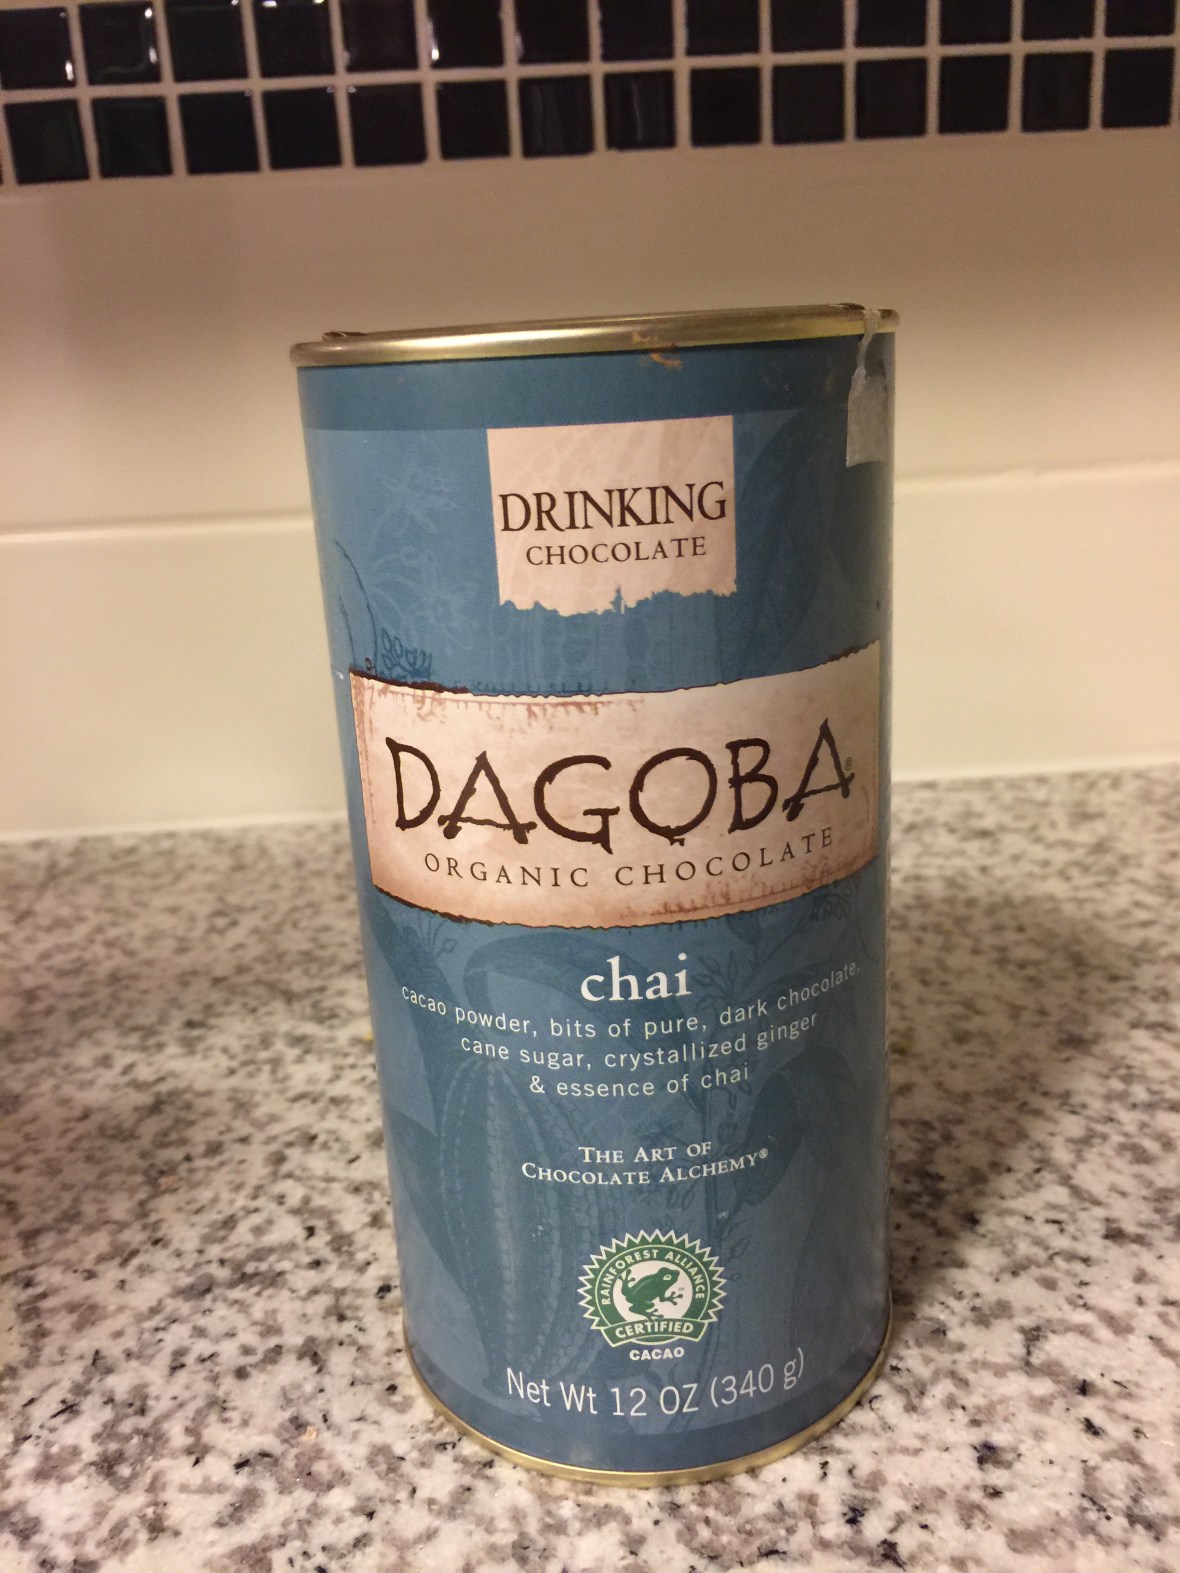 DRINKING
CHOCOLATE
DAGOBA®
ORGANIC CHOCOLATE
chai
cacao powder, bits of pure, dark chocolate,
cane sugar, crystallized ginger
& essence of chai
THE ART OF
CHOCOLATE ALCHEMY®
RAINFOREST ALLIANCE
CERTIFIED
CACAO
Net Wt 12 OZ (340 g)